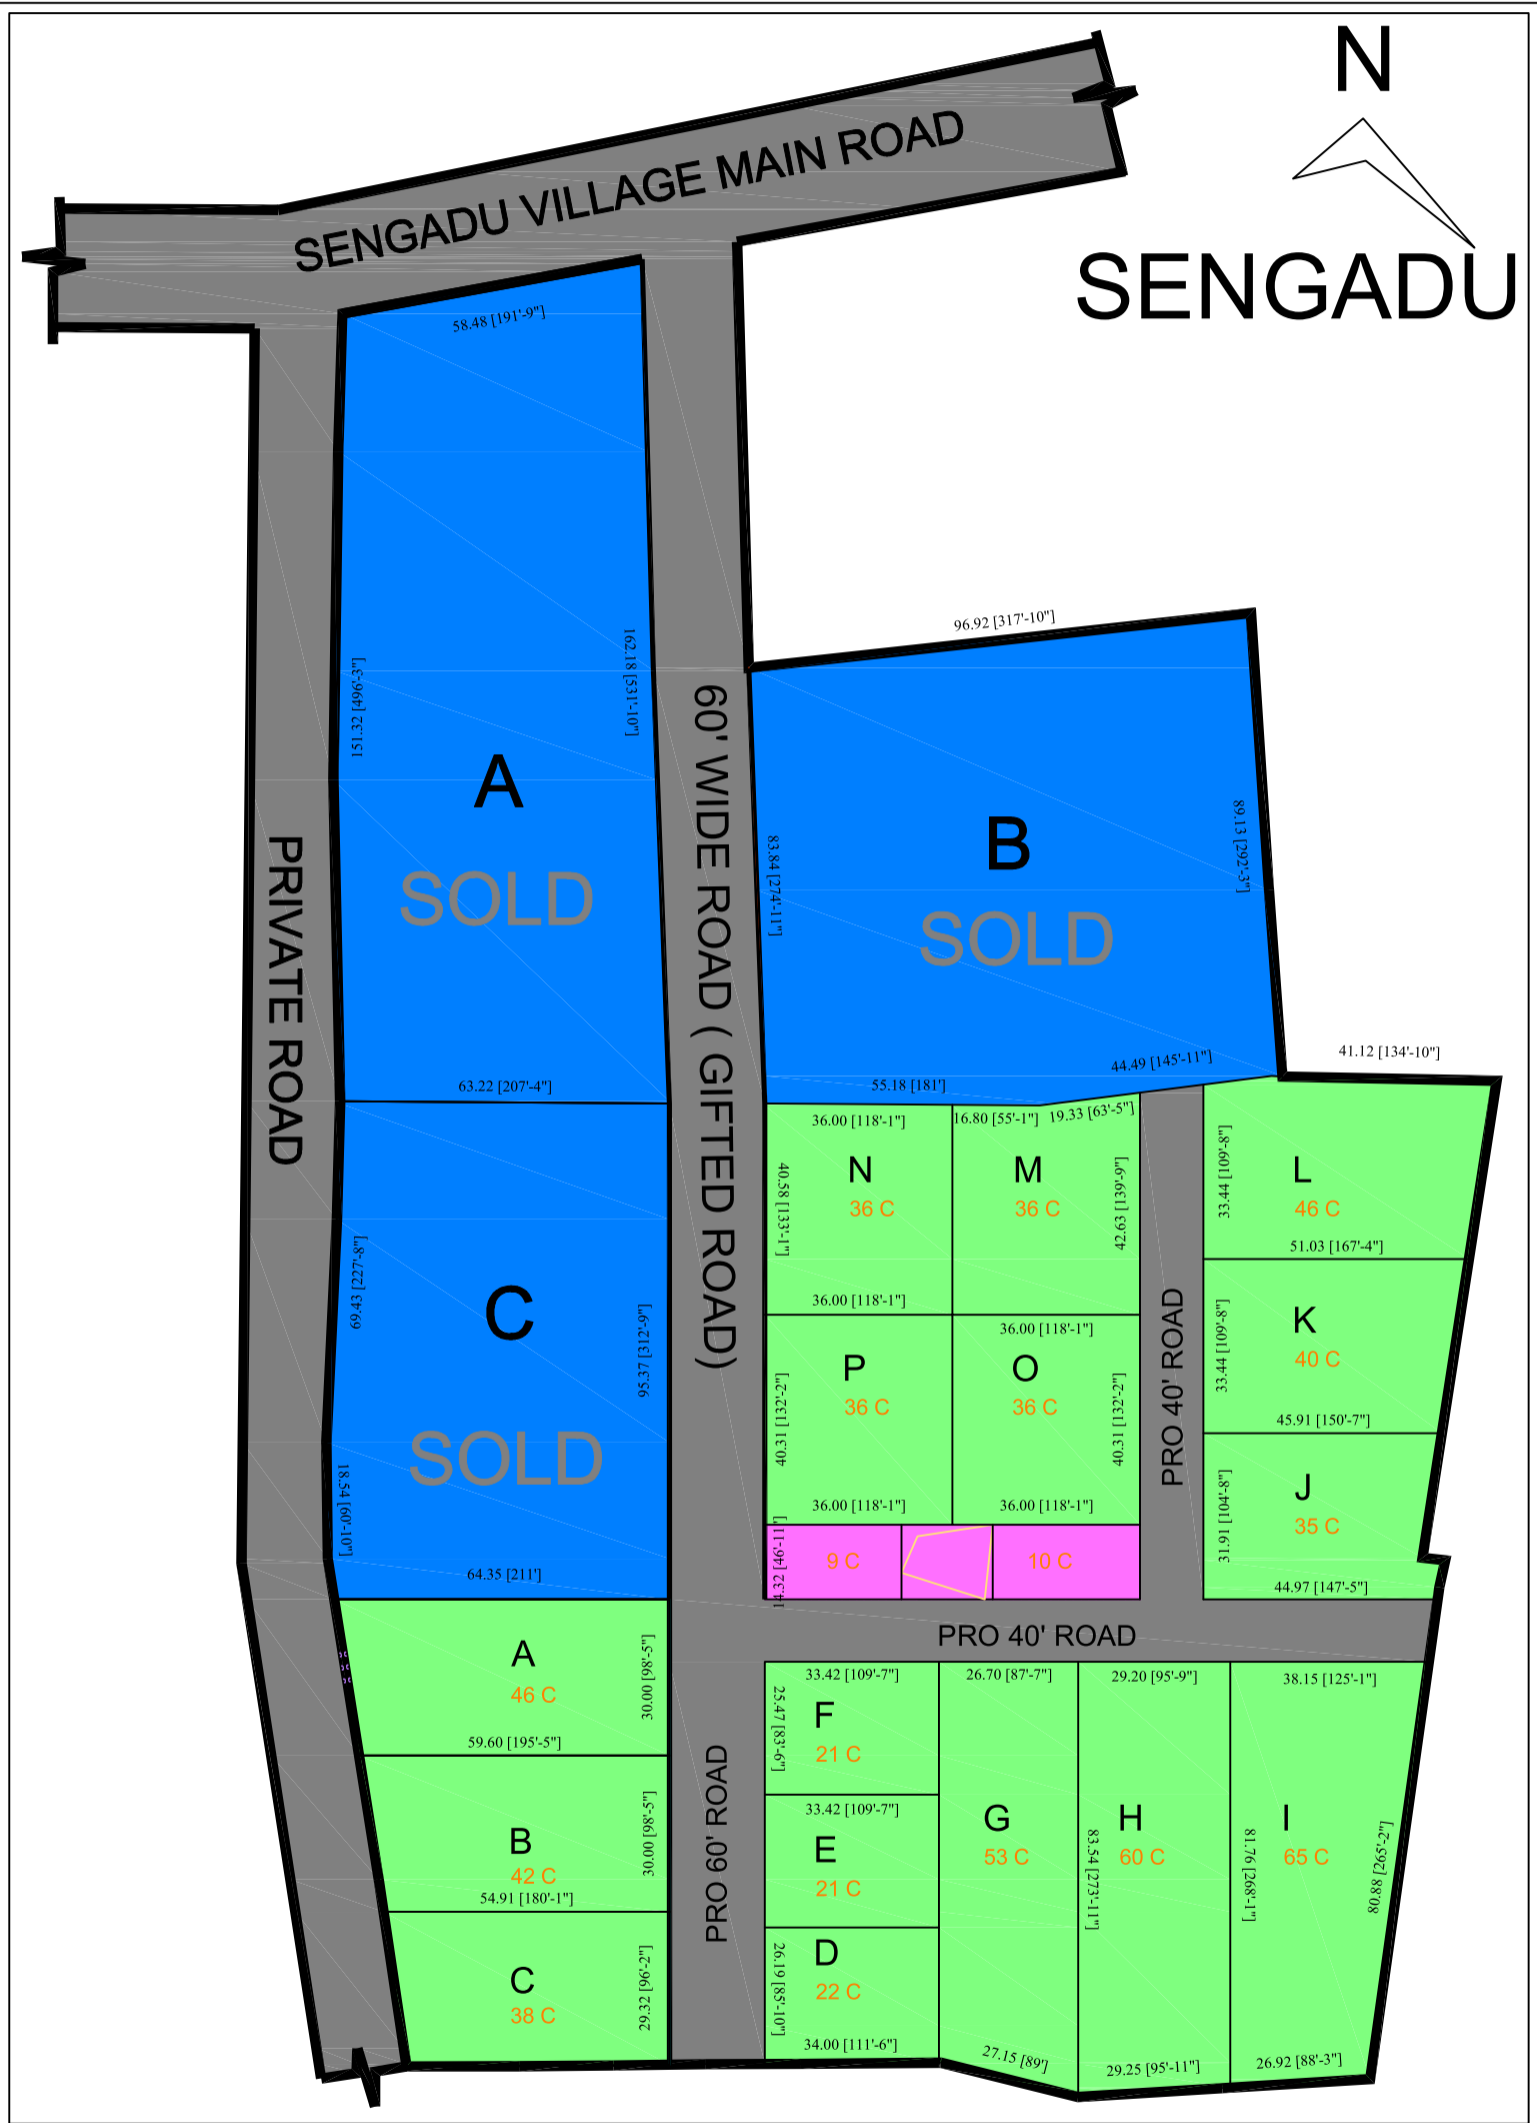 N
SENGADU
SENGADU VILLAGE MAIN ROAD
58.48 [191'-9"]
151.32 [496'-3"]
162.18 [531'-10"]
A
SOLD
63.22 [207'-4"]
PRIVATE ROAD
60' WIDE ROAD ( GIFTED ROAD)
96.92 [317'-10"]
83.84 [274'-11"]
89.13 [292'-3"]
B
SOLD
55.18 [181']
44.49 [145'-11"]
41.12 [134'-10"]
69.43 [227'-8"]
95.37 [312'-9"]
C
SOLD
18.54 [60'-10"]
64.35 [211']
36.00 [118'-1"]
40.58 [133'-1"]
N
36 C
36.00 [118'-1"]
16.80 [55'-1"]
19.33 [63'-5"]
M
36 C
42.63 [139'-9"]
33.44 [109'-8"]
L
46 C
51.03 [167'-4"]
PRO 40' ROAD
33.44 [109'-8"]
K
40 C
45.91 [150'-7"]
P
36 C
40.31 [132'-2"]
36.00 [118'-1"]
36.00 [118'-1"]
O
36 C
40.31 [132'-2"]
36.00 [118'-1"]
31.91 [104'-8"]
J
35 C
44.97 [147'-5"]
14.32 [46'-11"]
9 C
10 C
PRO 40' ROAD
A
46 C
30.00 [98'-5"]
59.60 [195'-5"]
B
42 C
30.00 [98'-5"]
54.91 [180'-1"]
C
38 C
29.32 [96'-2"]
PRO 60' ROAD
33.42 [109'-7"]
25.47 [83'-6"]
F
21 C
33.42 [109'-7"]
E
21 C
26.19 [85'-10"]
D
22 C
34.00 [111'-6"]
26.70 [87'-7"]
G
53 C
27.15 [89']
29.20 [95'-9"]
83.54 [273'-11"]
H
60 C
29.25 [95'-11"]
38.15 [125'-1"]
81.76 [268'-1"]
I
65 C
80.88 [265'-2"]
26.92 [88'-3"]